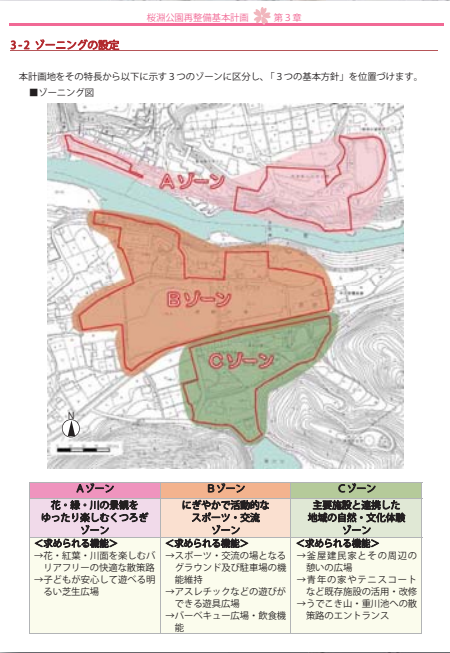 桜淵公園再整備基本計画 第３章
3-2 ゾーニングの設定
本計画地をその特長から以下に示す３つのゾーンに区分し、「３つの基本方針」を位置づけます。
■ゾーニング図
Aゾーン
Bゾーン
Cゾーン
N
Aゾーン
花・緑・川の景観を
ゆったり楽しむくつろぎ
ゾーン
＜求められる機能＞
→花・紅葉・川面を楽しむバ
リアフリーの快適な散策路
→子どもが安心して遊べる明
るい芝生広場
Bゾーン
にぎやかで活動的な
スポーツ・交流
ゾーン
＜求められる機能＞
→スポーツ・交流の場となる
グラウンド及び駐車場の機
能維持
→アスレチックなどの遊びが
できる遊具広場
→バーベキュー広場・飲食機
能
Cゾーン
主要施設と連携した
地域の自然・文化体験
ゾーン
＜求められる機能＞
→釜屋建民家とその周辺の
憩いの広場
→青年の家やテニスコート
など既存施設の活用・改修
→うでこき山・重川池への散
策路のエントランス